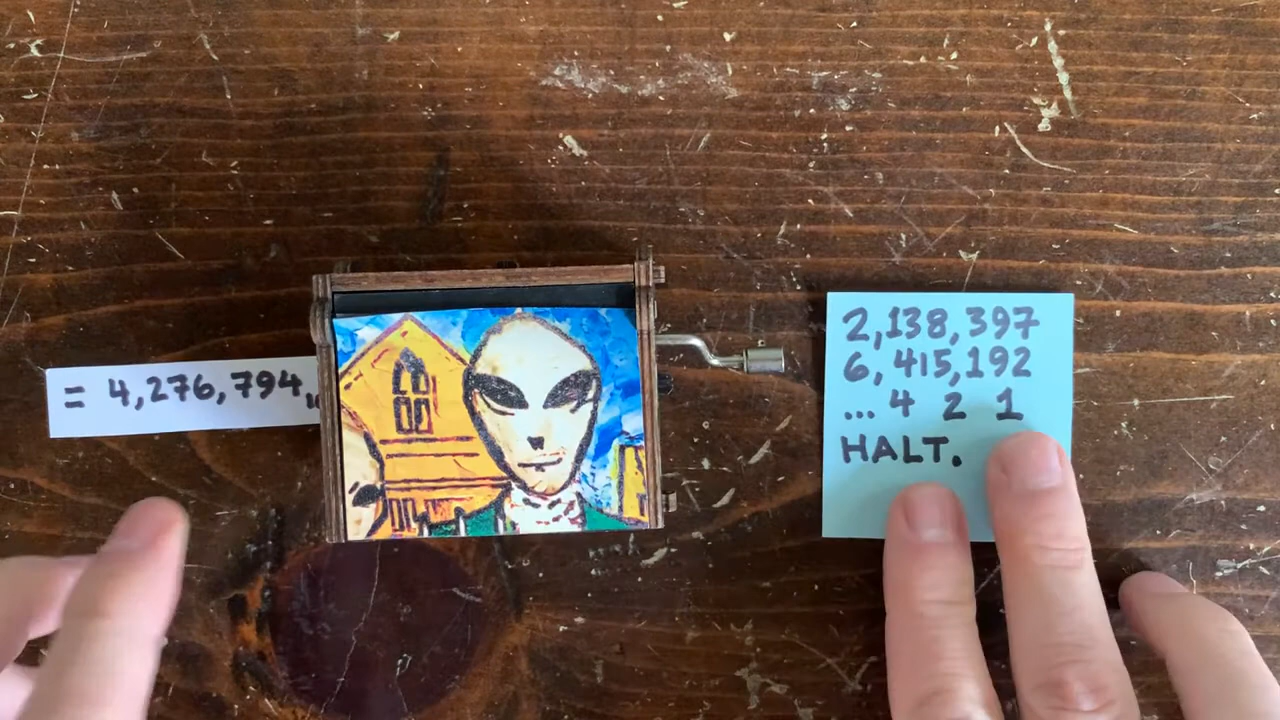 = 4,276,794,
2,138,397
6,415,192
... 4 2 1
HALT.